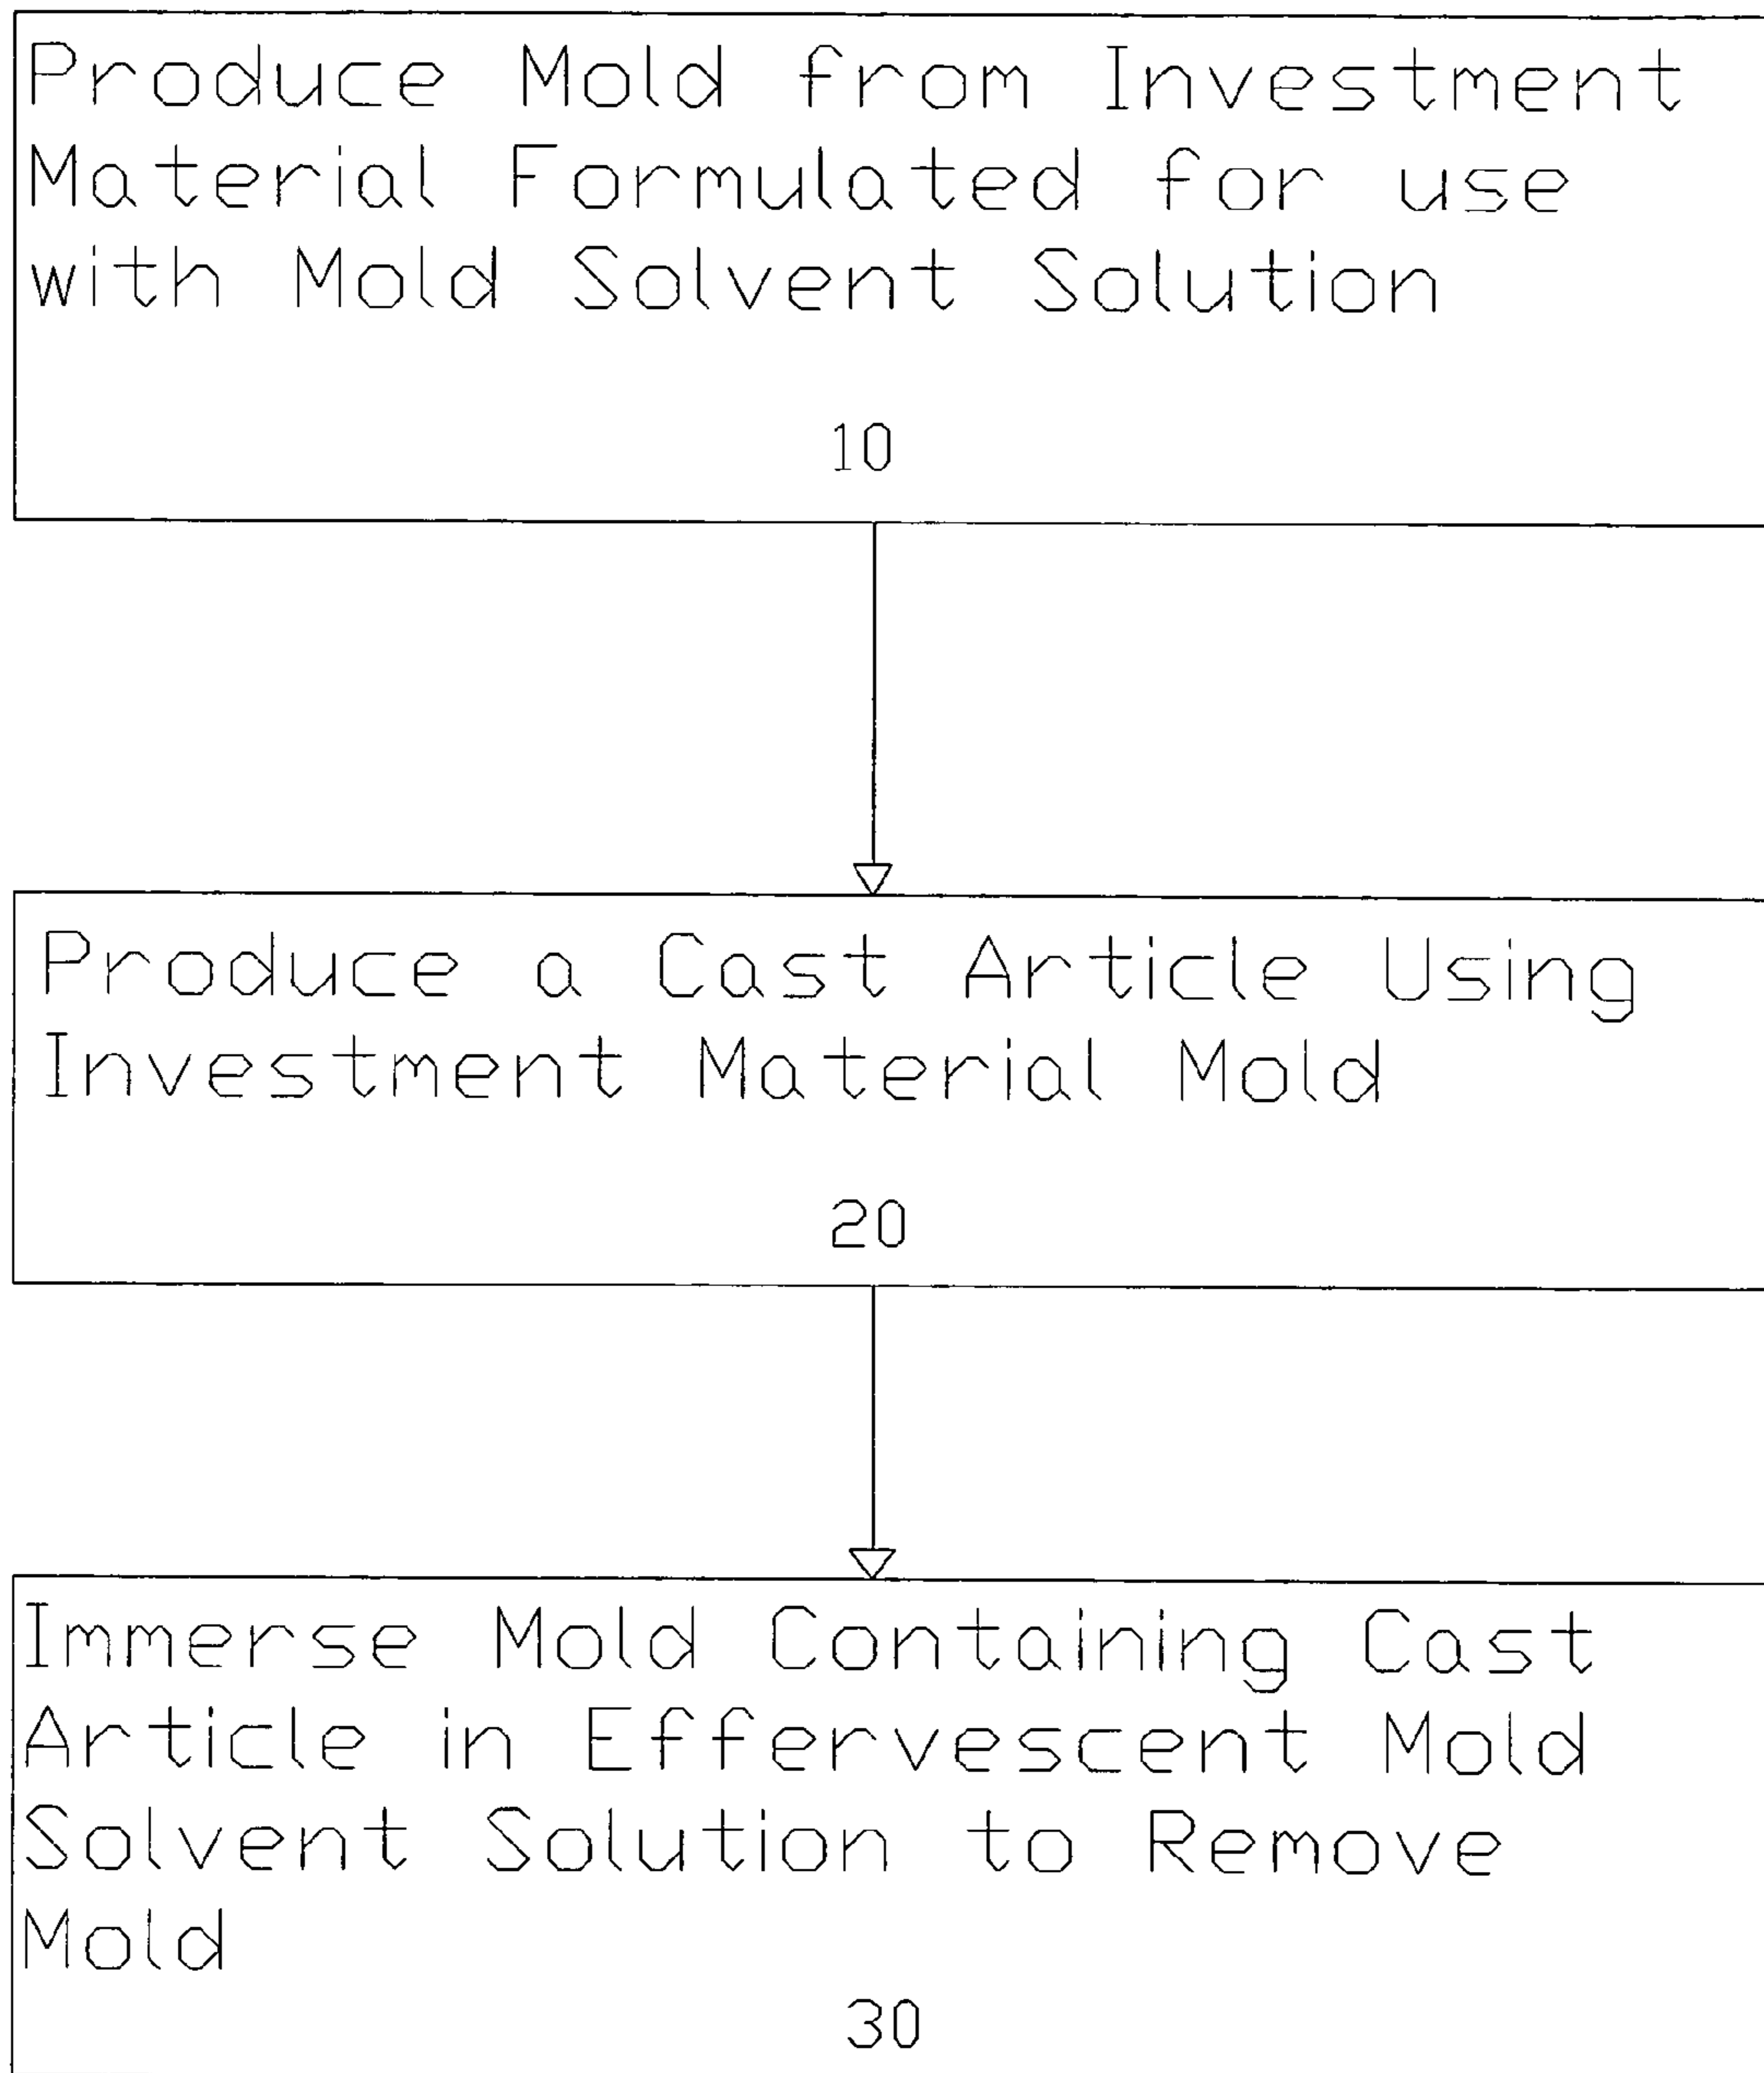 Produce Mold from Investment
Material Formulated for use
with Mold Solvent Solution
10
Produce a Cast Article Using
Investment Material Mold
20
Immerse Mold Containing Cast
Article in Effervescent Mold
Solvent Solution to Remove
Mold
30